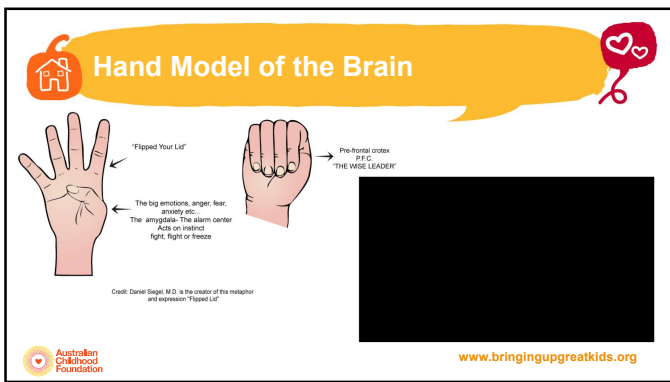 Hand Model of the Brain
"Flipped Your Lid"
The big emotions, anger, fear,
anxiety etc...
The amygdala- The alarm center
Acts on instinct
fight, flight or freeze
Pre-frontal crotex
P.F.C.
"THE WISE LEADER"
Credit: Daniel Siegel, M.D. is the creator of this metaphor
and expression "Flipped Lid"
Australian
Childhood
Foundation
www.bringingupgreatkids.org